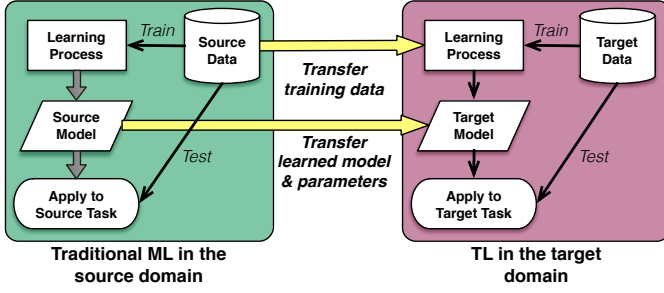 Learning
Process
Train
Source
Data
Source
Model
Test
Apply to
Source Task
Traditional ML in the
source domain
Transfer
training data
Transfer
learned model
& parameters
Learning
Process
Train
Target
Data
Target
Model
Test
Apply to
Target Task
TL in the target
domain